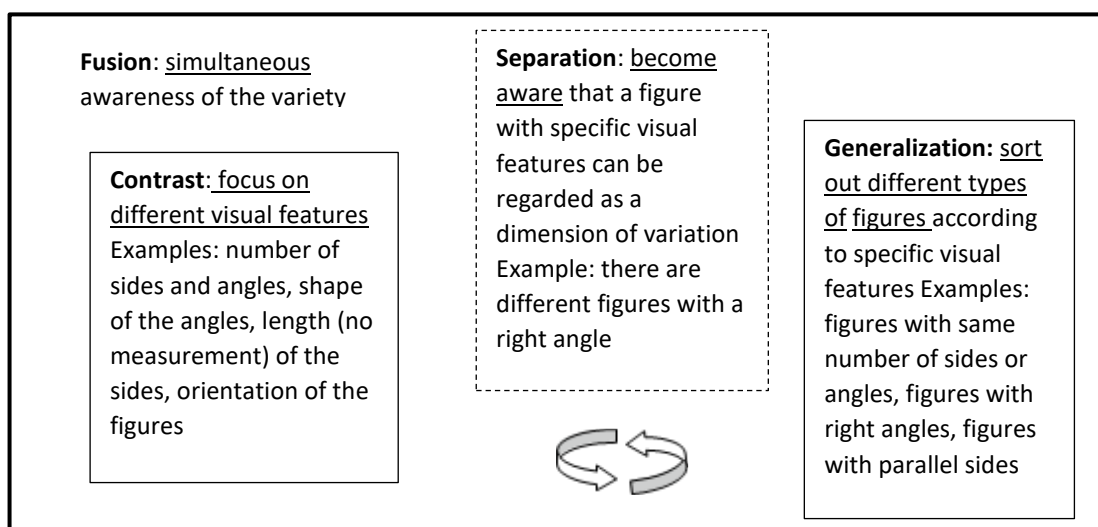 Fusion: simultaneous
awareness of the variety
Contrast: focus on
different visual features
Examples: number of
sides and angles, shape
of the angles, length (no
measurement) of the
sides, orientation of the
figures
Separation: become
aware that a figure
with specific visual
features can be
regarded as a
dimension of variation
Example: there are
different figures with a
right angle
Generalization: sort
out different types
of figures according
to specific visual
features Examples:
figures with same
number of sides or
angles, figures with
right angles, figures
with parallel sides